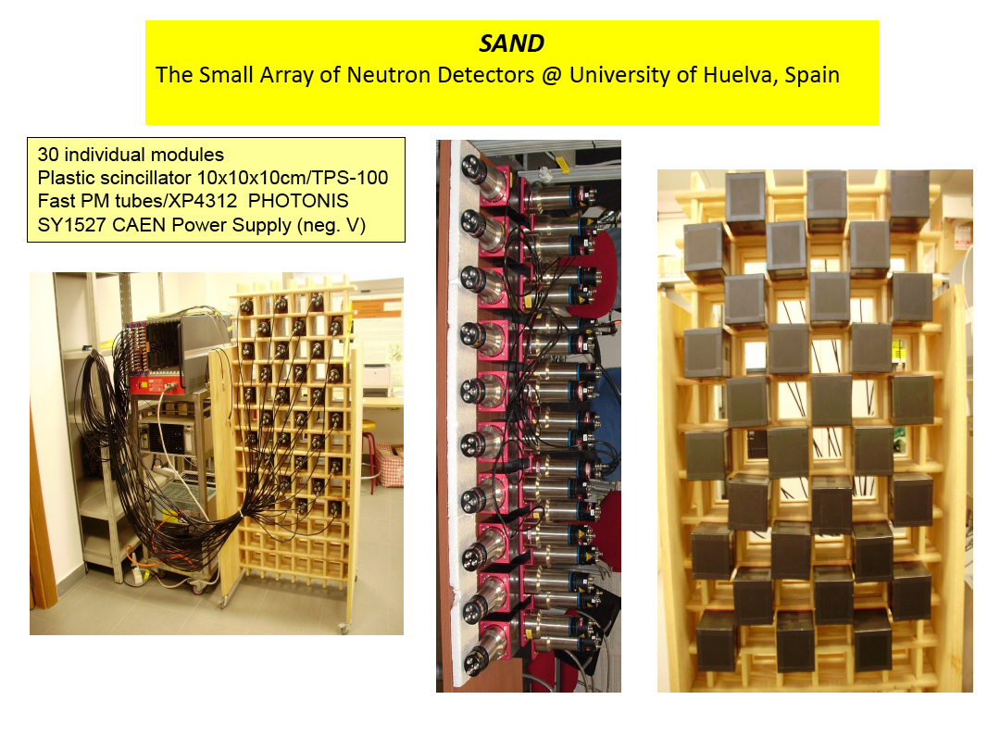 SAND
The Small Array of Neutron Detectors @ University of Huelva, Spain
30 individual modules
Plastic scincillator 10x10x10cm/TPS-100
Fast PM tubes/XP4312 PHOTONIS
SY1527 CAEN Power Supply (neg. V)